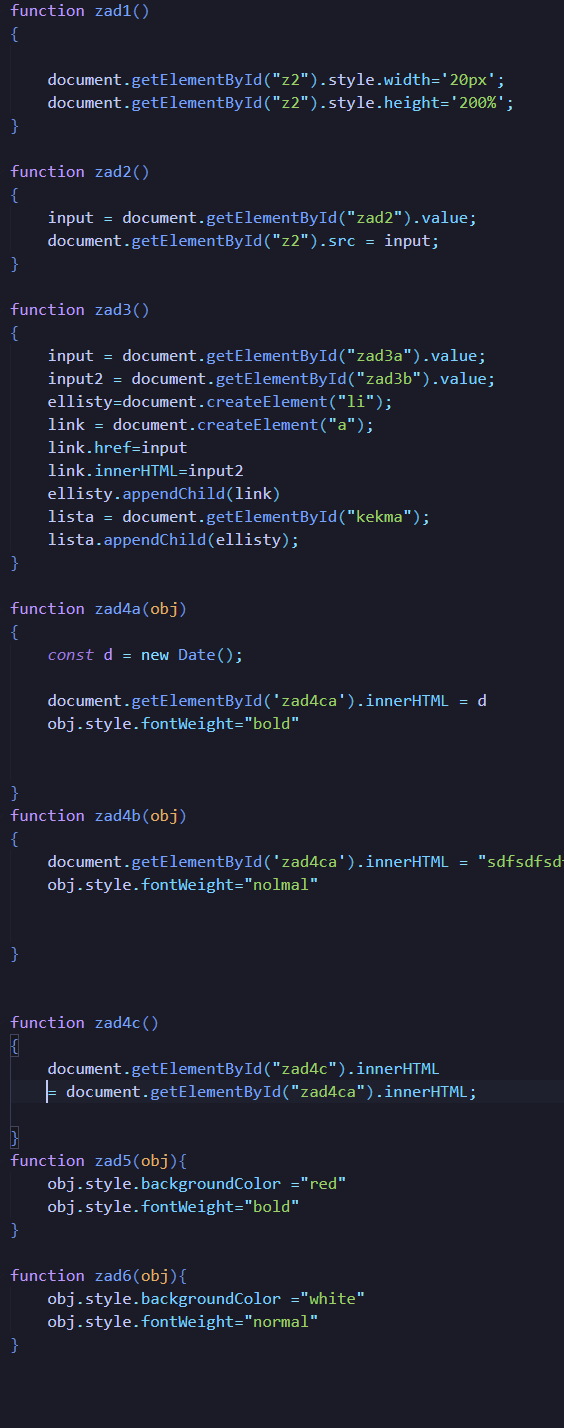 function zad1()
{
document.getElementById("z2").style.width='20px';
document.getElementById("z2").style.height='200%';
}
function zad2()
{
input = document.getElementById("zad2").value;
document.getElementById("z2").src = input;
}
function zad3()
{
input = document.getElementById("zad3a").value;
input2 = document.getElementById("zad3b").value;
ellisty=document.createElement("li");
link = document.createElement("a");
link.href=input
link.innerHTML=input2
ellisty.appendChild(link)
lista = document.getElementById("kekma");
lista.appendChild(ellisty);
}
function zad4a(obj)
{
const d = new Date();
document.getElementById('zad4ca').innerHTML = d
obj.style.fontWeight="bold"
}
function zad4b(obj)
{
document.getElementById('zad4ca').innerHTML = "sdfsdfsd
obj.style.fontWeight="nolmal"
}
function zad4c()
{
document.getElementById("zad4c").innerHTML
= document.getElementById("zad4ca").innerHTML;
}
function zad5(obj){
obj.style.backgroundColor ="red"
obj.style.fontWeight="bold"
}
function zad6(obj){
obj.style.backgroundColor ="white"
obj.style.fontWeight="normal"
}